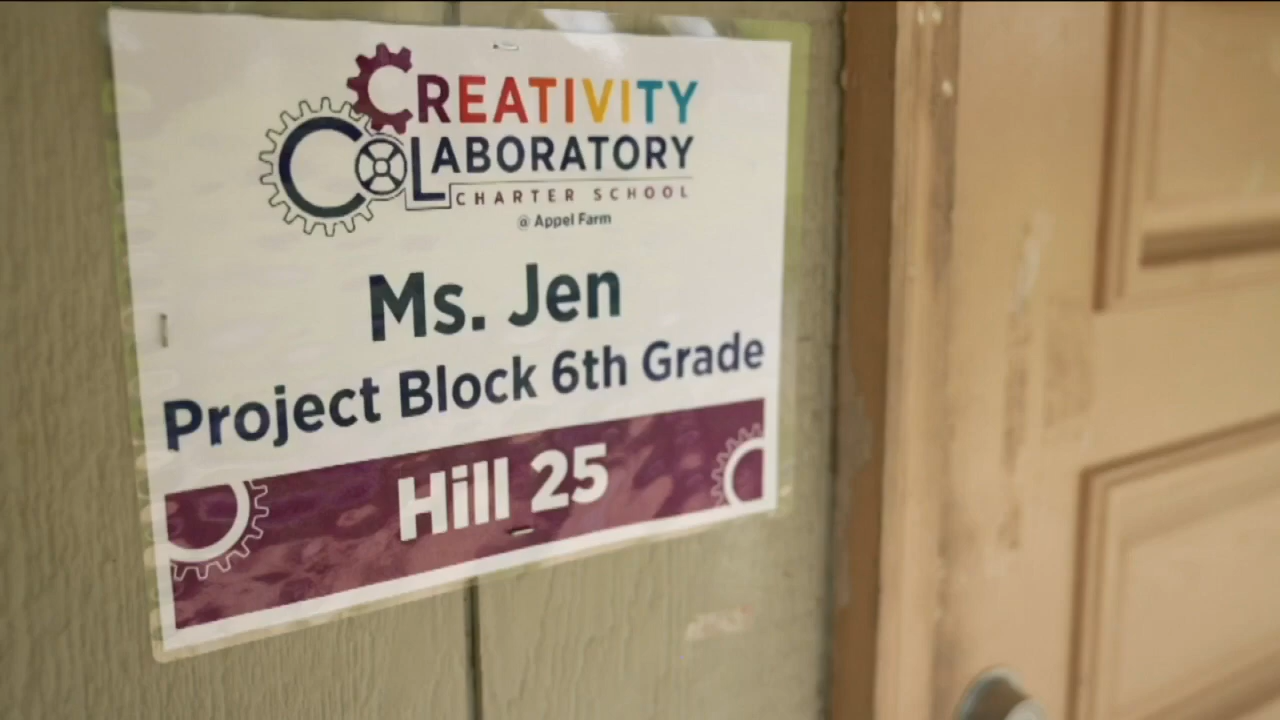 CREATIVITY
COLABORATORY
CHARTER SCHOOL
@ Appel Farm
Ms. Jen
Project Block 6th Grade
Hill 25